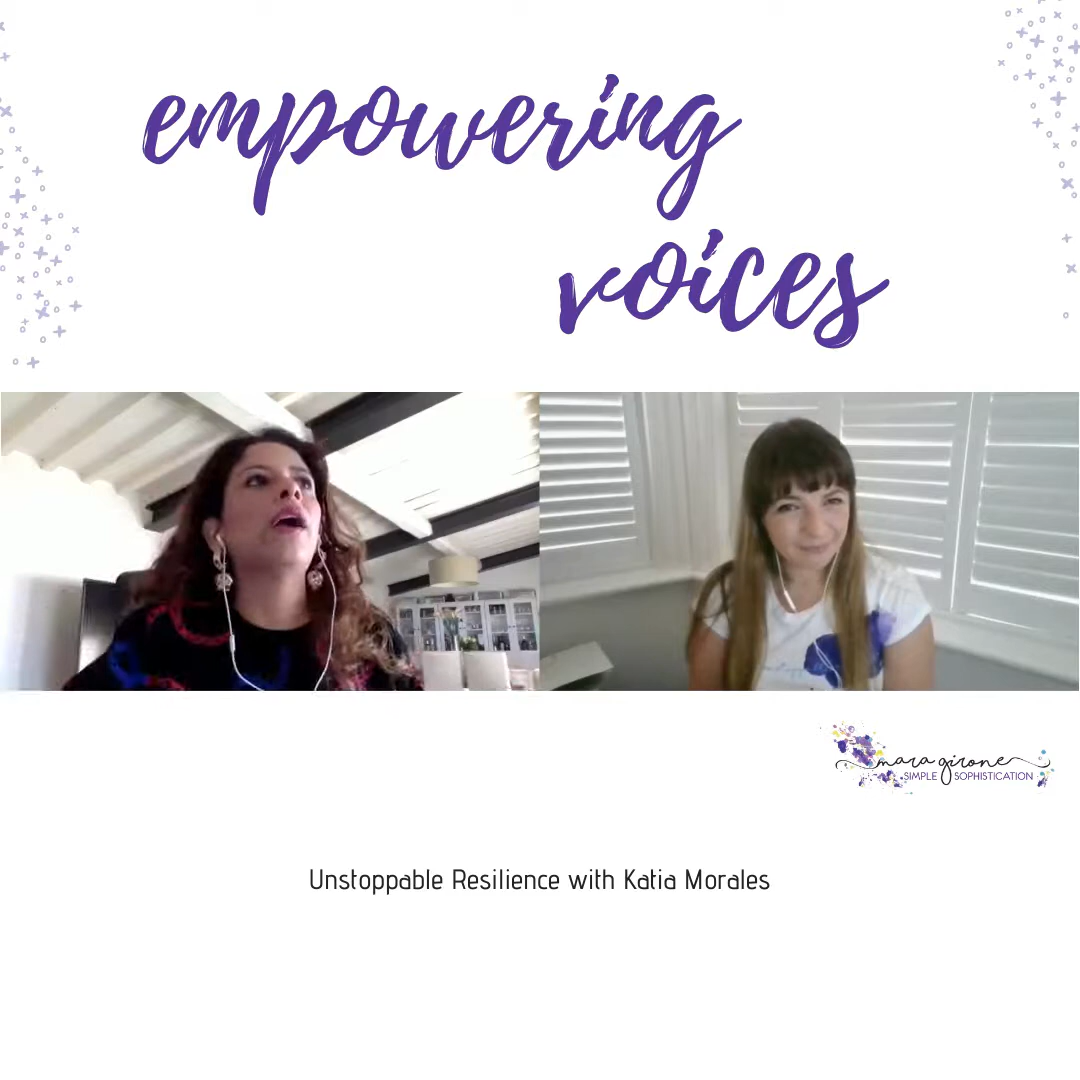 empowering
voices
mara girone
SIMPLE SOPHISTICATION
Unstoppable Resilience with Katia Morales